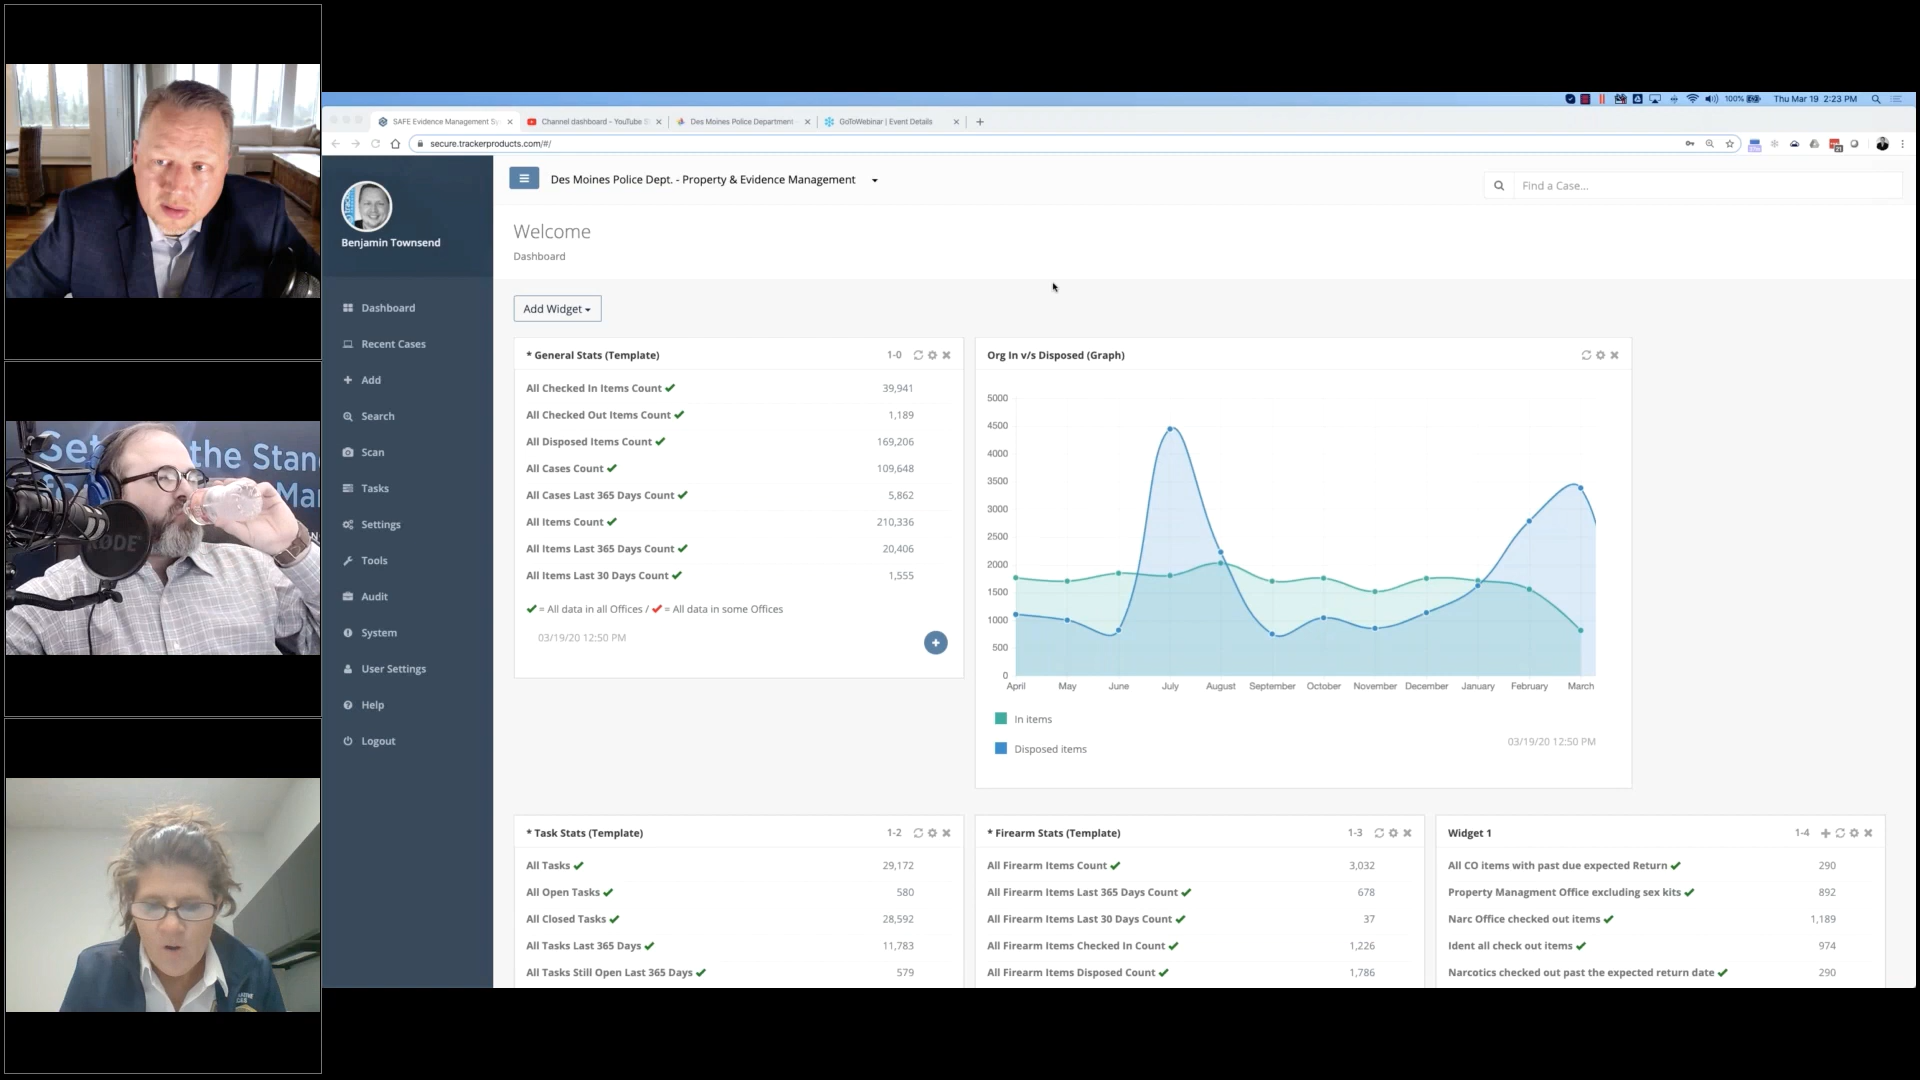 Thu Mar 19 2:23 PM
100%
SAFE Evidence Management Sy
Channel dashboard - YouTube S
Des Moines Police Department
GoToWebinar | Event Details
secure.trackerproducts.com/#/
Benjamin Townsend
Dashboard
Recent Cases
Add
Search
Scan
Tasks
Settings
Tools
Audit
System
User Settings
Help
Logout
Des Moines Police Dept. - Property & Evidence Management
Find a Case...
Welcome
Dashboard
Add Widget
* General Stats (Template) 1-0
All Checked In Items Count 39,941
All Checked Out Items Count 1,189
All Disposed Items Count 169,206
All Cases Count 109,648
All Cases Last 365 Days Count 5,862
All Items Count 210,336
All Items Last 365 Days Count 20,406
All Items Last 30 Days Count 1,555
= All data in all Offices / = All data in some Offices
03/19/20 12:50 PM
Org In v/s Disposed (Graph)
5000
4500
4000
3500
3000
2500
2000
1500
1000
500
0
April May June July August September October November December January February March
In items
Disposed items
03/19/20 12:50 PM
* Task Stats (Template) 1-2
All Tasks 29,172
All Open Tasks 580
All Closed Tasks 28,592
All Tasks Last 365 Days 11,783
All Tasks Still Open Last 365 Days 579
* Firearm Stats (Template) 1-3
All Firearm Items Count 3,032
All Firearm Items Last 365 Days Count 678
All Firearm Items Last 30 Days Count 37
All Firearm Items Checked In Count 1,226
All Firearm Items Disposed Count 1,786
Widget 1 1-4
All CO items with past due expected Return 290
Property Managment Office excluding sex kits 892
Narc Office checked out items 1,189
Ident all check out items 974
Narcotics checked out past the expected return date 290
Set the Stan
Ma
RODE